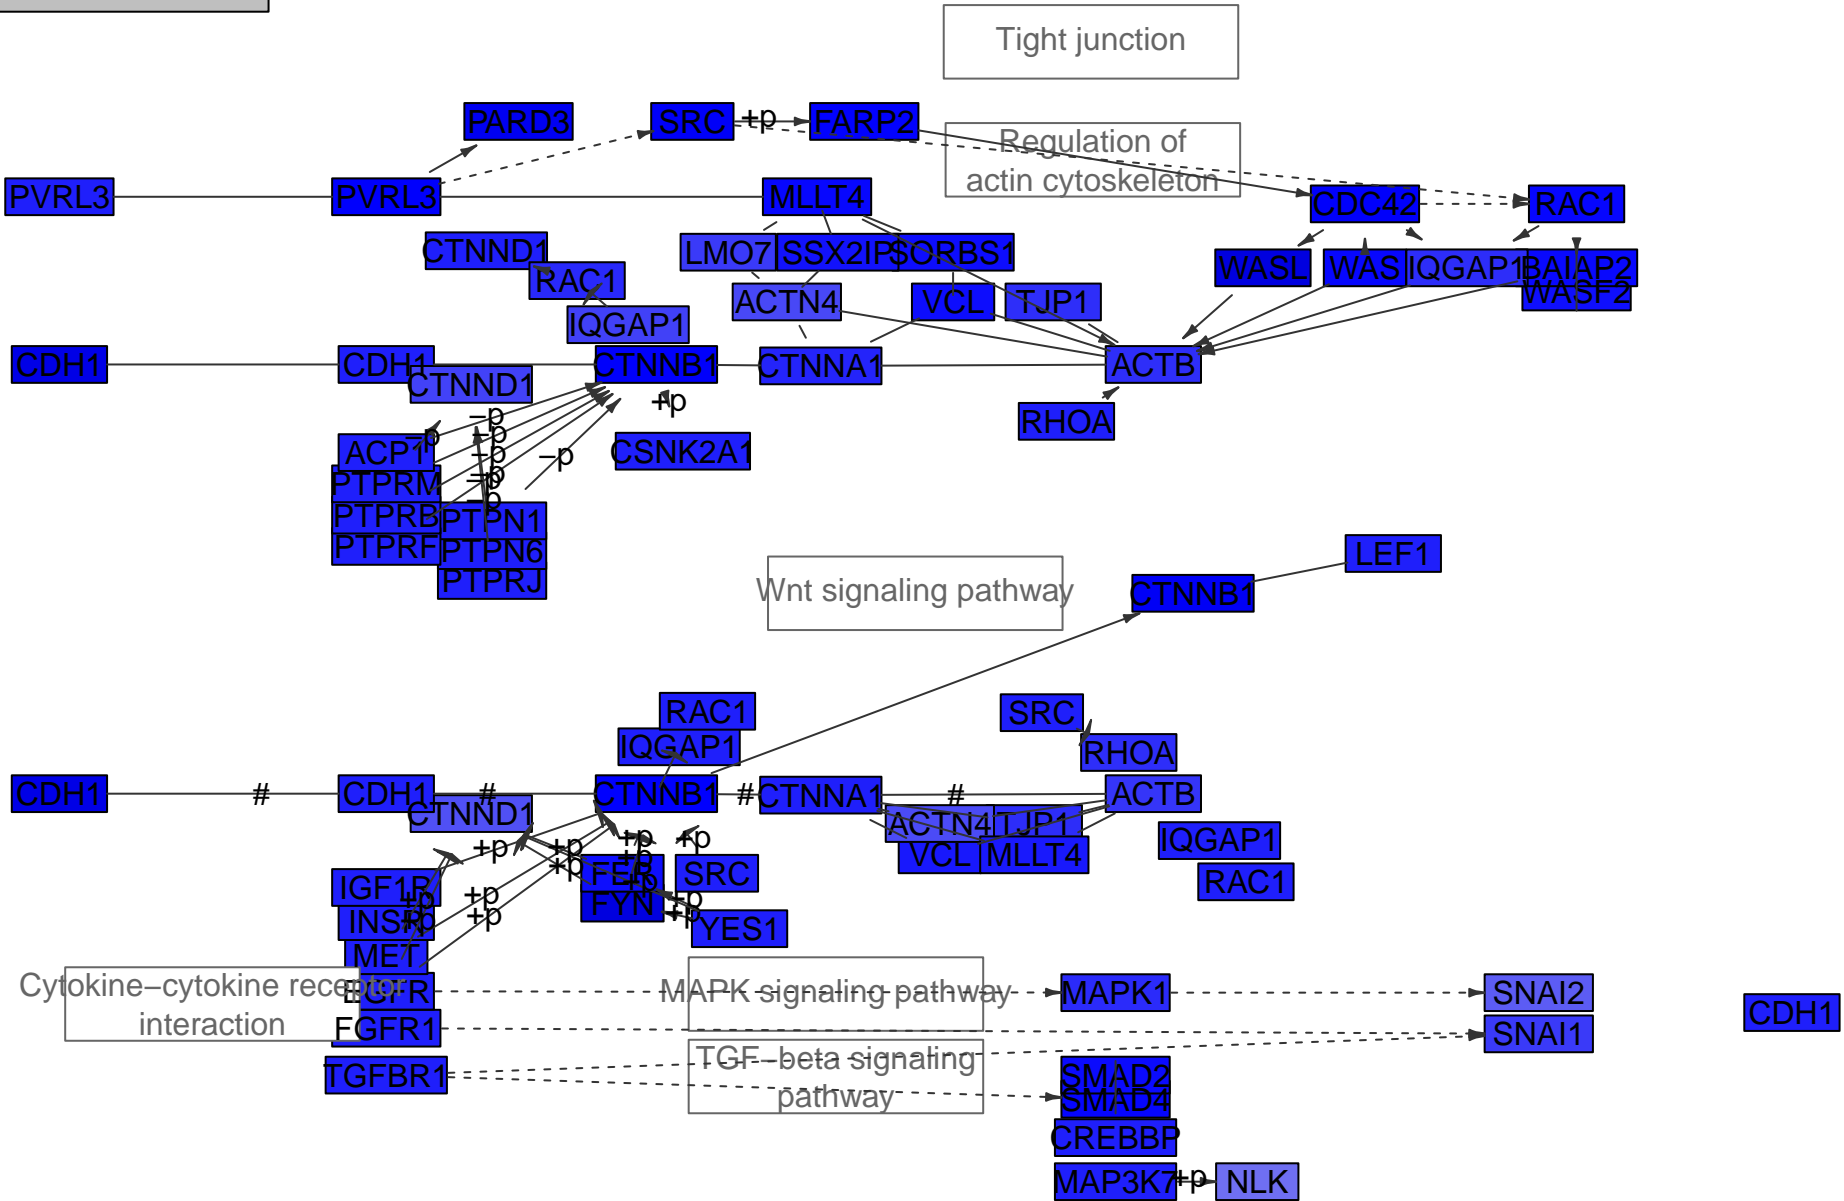 Tight junction
PARD3
SRC
+p
FARP2
Regulation of
actin cytoskeleton
PVRL3
PVRL3
MLLT4
CDC42
RAC1
CTNND1
RAC1
IQGAP1
LMO7
SSX2IP
SORBS1
ACTN4
VCL
TJP1
WASL
WAS
IQGAP1
BAIAP2
WASF2
CDH1
CDH1
CTNND1
CTNNB1
CTNNA1
ACTB
+p
RHOA
CSNK2A1
–p
–p
–p
–p
–p
–p
–p
–p
ACP1
PTPRM
PTPRB
PTPRF
PTPN1
PTPN6
PTPRJ
LEF1
Wnt signaling pathway
CTNNB1
RAC1
IQGAP1
SRC
RHOA
CDH1
#
CDH1
#
CTNND1
CTNNB1
#
CTNNA1
#
ACTB
ACTN4
TJP1
VCL
MLLT4
IQGAP1
RAC1
+p
+p
+p
+p
+p
+p
+p
+p
+p
+p
+p
+p
+p
FER
FYN
SRC
YES1
IGF1R
INSR
MET
EGFR
FGFR1
TGFBR1
Cytokine–cytokine receptor
interaction
MAPK signaling pathway
MAPK1
SNAI2
SNAI1
CDH1
TGF–beta signaling
pathway
SMAD2
SMAD4
CREBBP
MAP3K7
+p
NLK